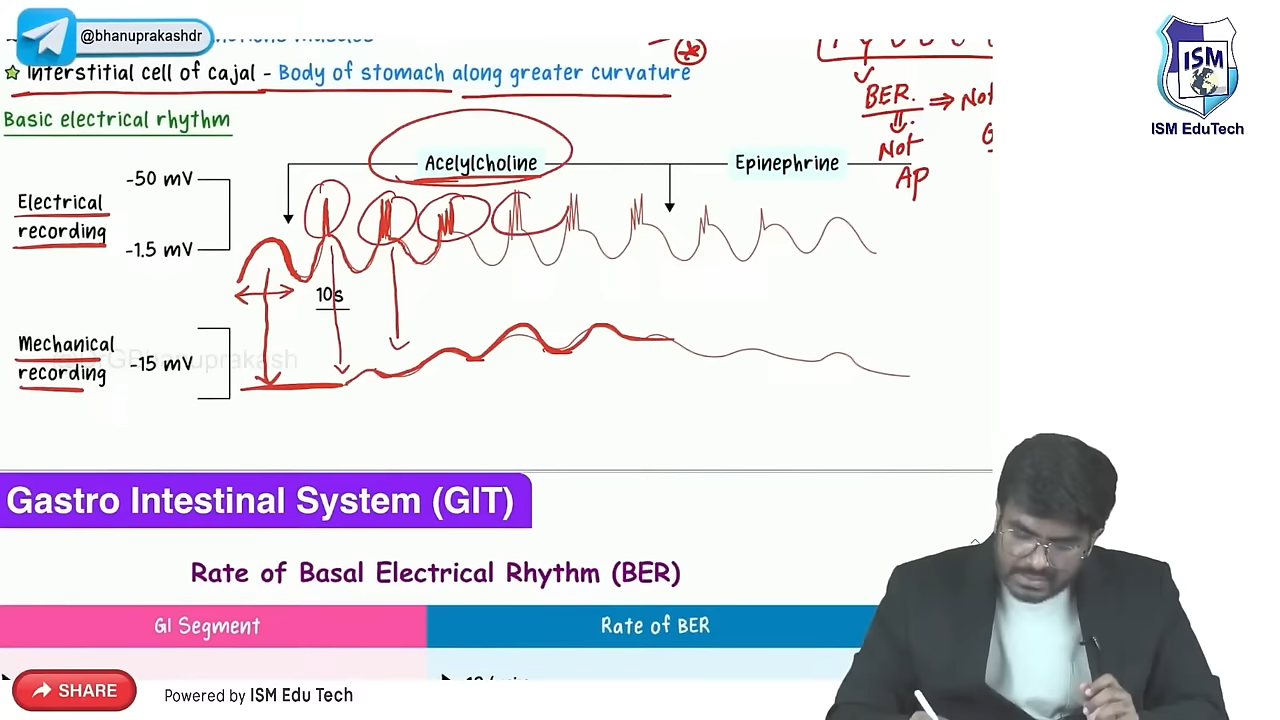 @bhanuprakashdr
Interstitial cell of cajal - Body of stomach along greater curvature
BER. ⇒ Not
Not
AP
ISM
ISM EduTech
Basic electrical rhythm
Acelylcholine
Epinephrine
-50 mV
Electrical
recording
-1.5 mV
10s
Mechanical
recording
-15 mV
Gastro Intestinal System (GIT)
Rate of Basal Electrical Rhythm (BER)
GI Segment
Rate of BER
SHARE
Powered by ISM Edu Tech